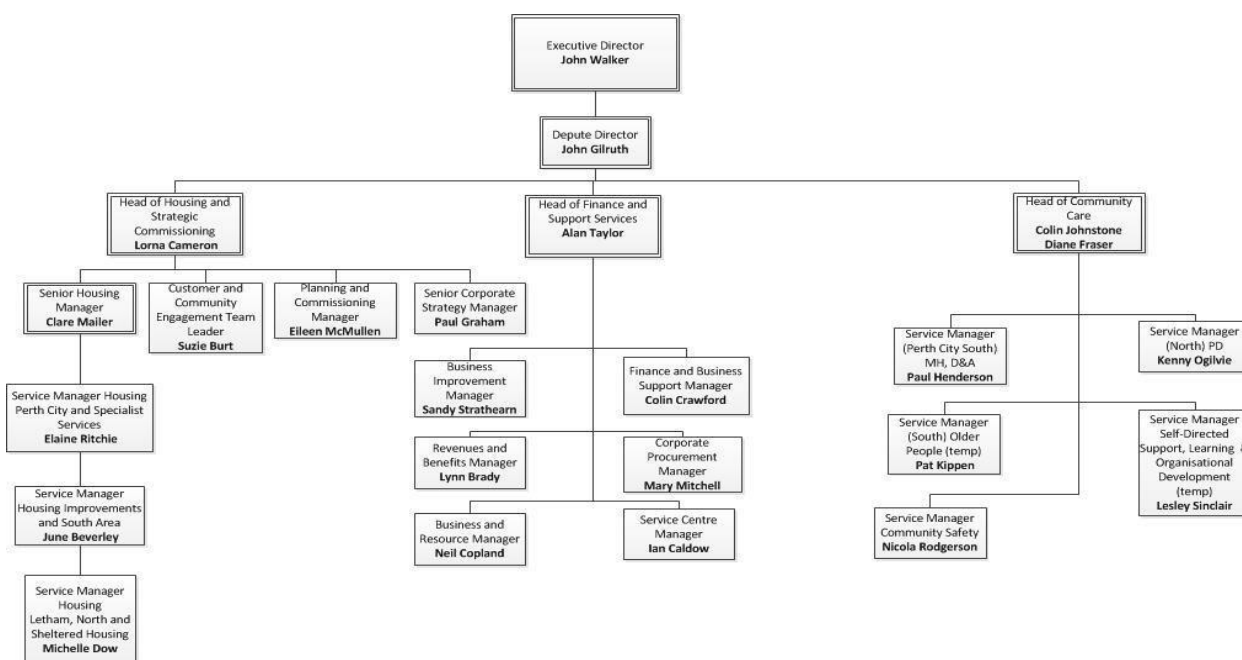 Executive Director
John Walker
Depute Director
John Gilruth
Head of Housing and
Strategic
Commissioning
Lorna Cameron
Head of Finance and
Support Services
Alan Taylor
Head of Community
Care
Colin Johnstone
Diane Fraser
Senior Housing
Manager
Clare Mailer
Customer and
Community
Engagement Team
Leader
Suzie Burt
Planning and
Commissioning
Manager
Eileen McMullen
Senior Corporate
Strategy Manager
Paul Graham
Service Manager Housing
Perth City and Specialist
Services
Elaine Ritchie
Service Manager
Housing Improvements
and South Area
June Beverley
Service Manager
Housing
Letham, North and
Sheltered Housing
Michelle Dow
Business
Improvement
Manager
Sandy Strathearn
Finance and Business
Support Manager
Colin Crawford
Revenues and
Benefits Manager
Lynn Brady
Corporate
Procurement
Manager
Mary Mitchell
Business and
Resource Manager
Neil Copland
Service Centre
Manager
Ian Caldow
Service Manager
(Perth City South)
MH, D&A
Paul Henderson
Service Manager
(North) PD
Kenny Ogilvie
Service Manager
(South) Older
People (temp)
Pat Kippen
Service Manager
Self-Directed
Support, Learning &
Organisational
Development
(temp)
Lesley Sinclair
Service Manager
Community Safety
Nicola Rodgerson